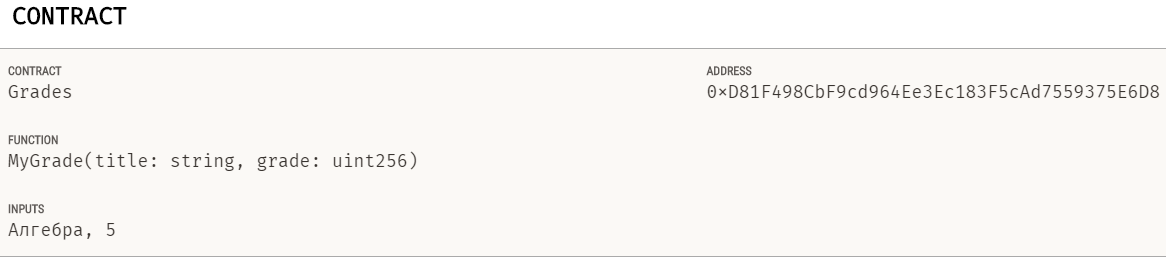 CONTRACT
CONTRACT
ADDRESS
Grades
0×D81F498CbF9cd964Ee3Ec183F5cAd7559375E6D8
FUNCTION
MyGrade(title: string, grade: uint256)
INPUTS
Алгебра, 5